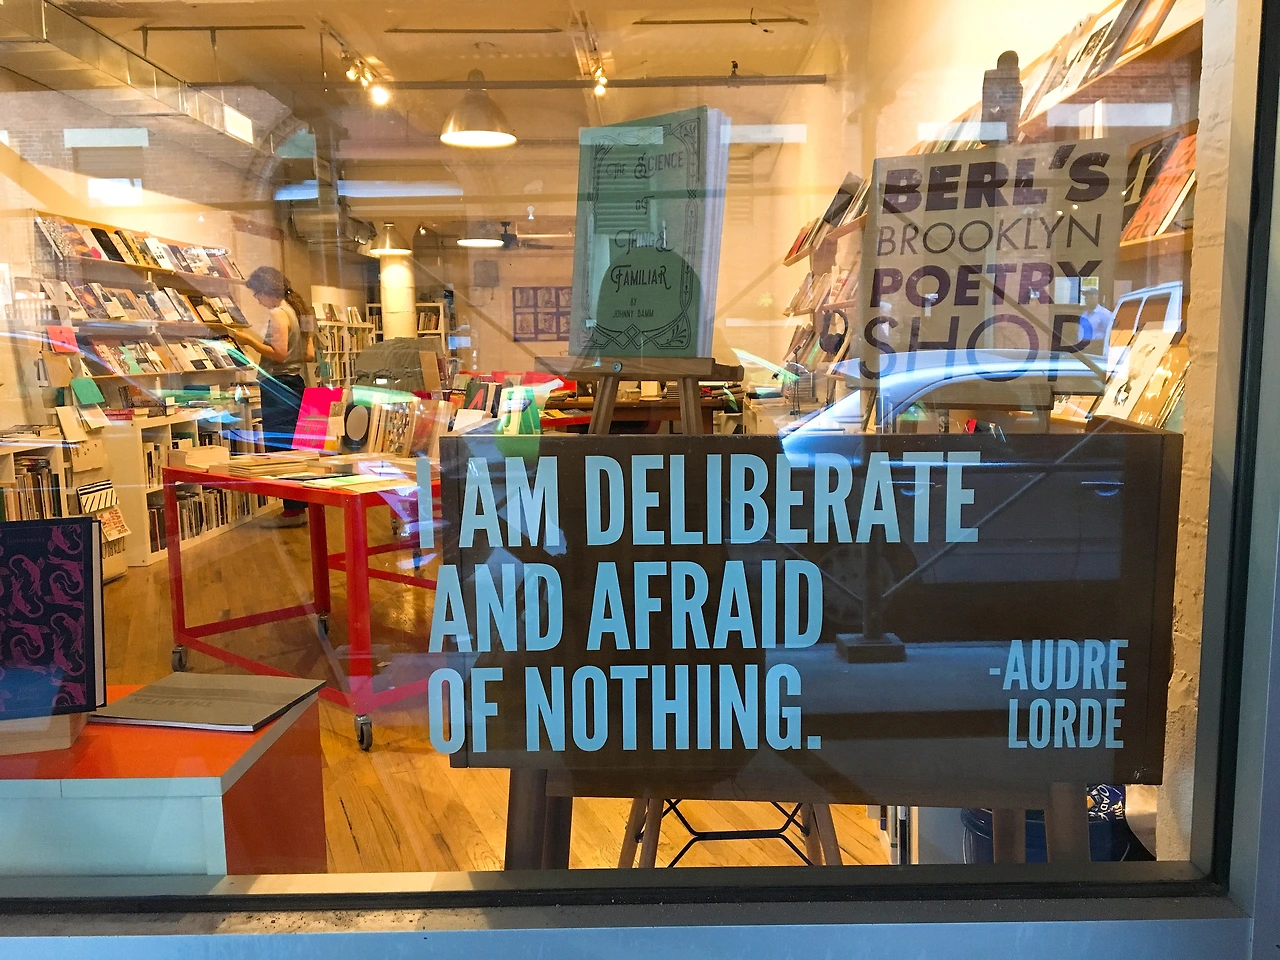 THE SCIENCE
OF
THINGS
FAMILIAR
BY
JOHNNY DAMM
BERL'S
BROOKLYN
POETRY
SHOP
I AM DELIBERATE
AND AFRAID
OF NOTHING.
-AUDRE
LORDE